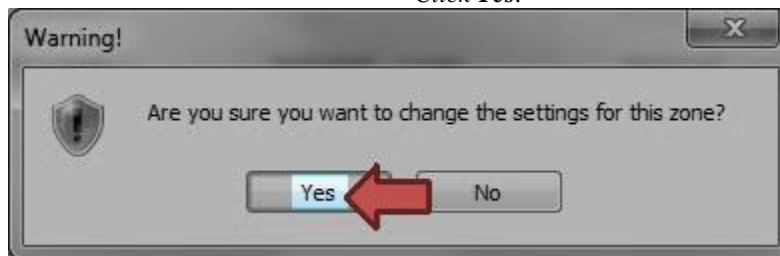 Click Yes.
Warning!
Are you sure you want to change the settings for this zone?
Yes
No